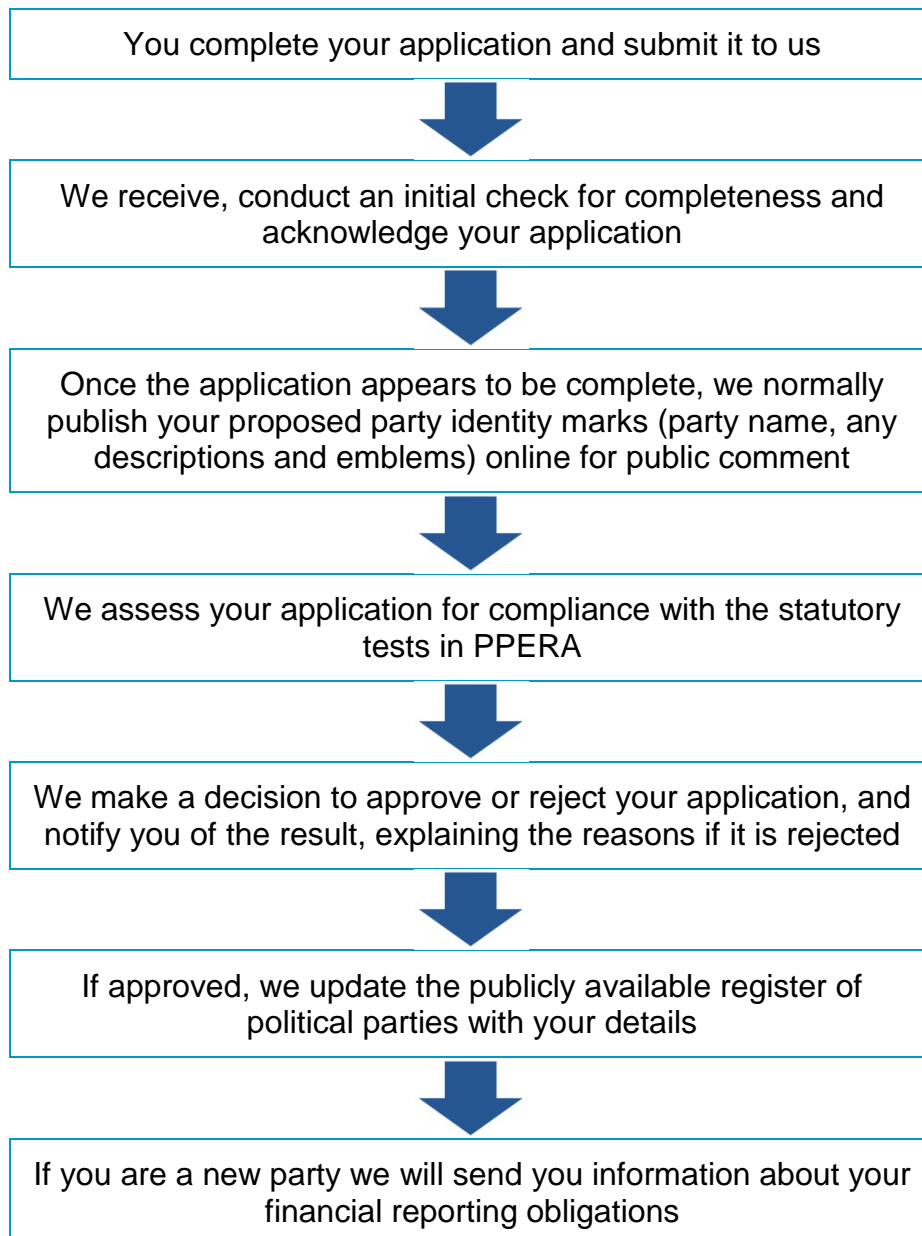 You complete your application and submit it to us
We receive, conduct an initial check for completeness and
acknowledge your application
Once the application appears to be complete, we normally
publish your proposed party identity marks (party name, any
descriptions and emblems) online for public comment
We assess your application for compliance with the statutory
tests in PPERA
We make a decision to approve or reject your application, and
notify you of the result, explaining the reasons if it is rejected
If approved, we update the publicly available register of
political parties with your details
If you are a new party we will send you information about your
financial reporting obligations